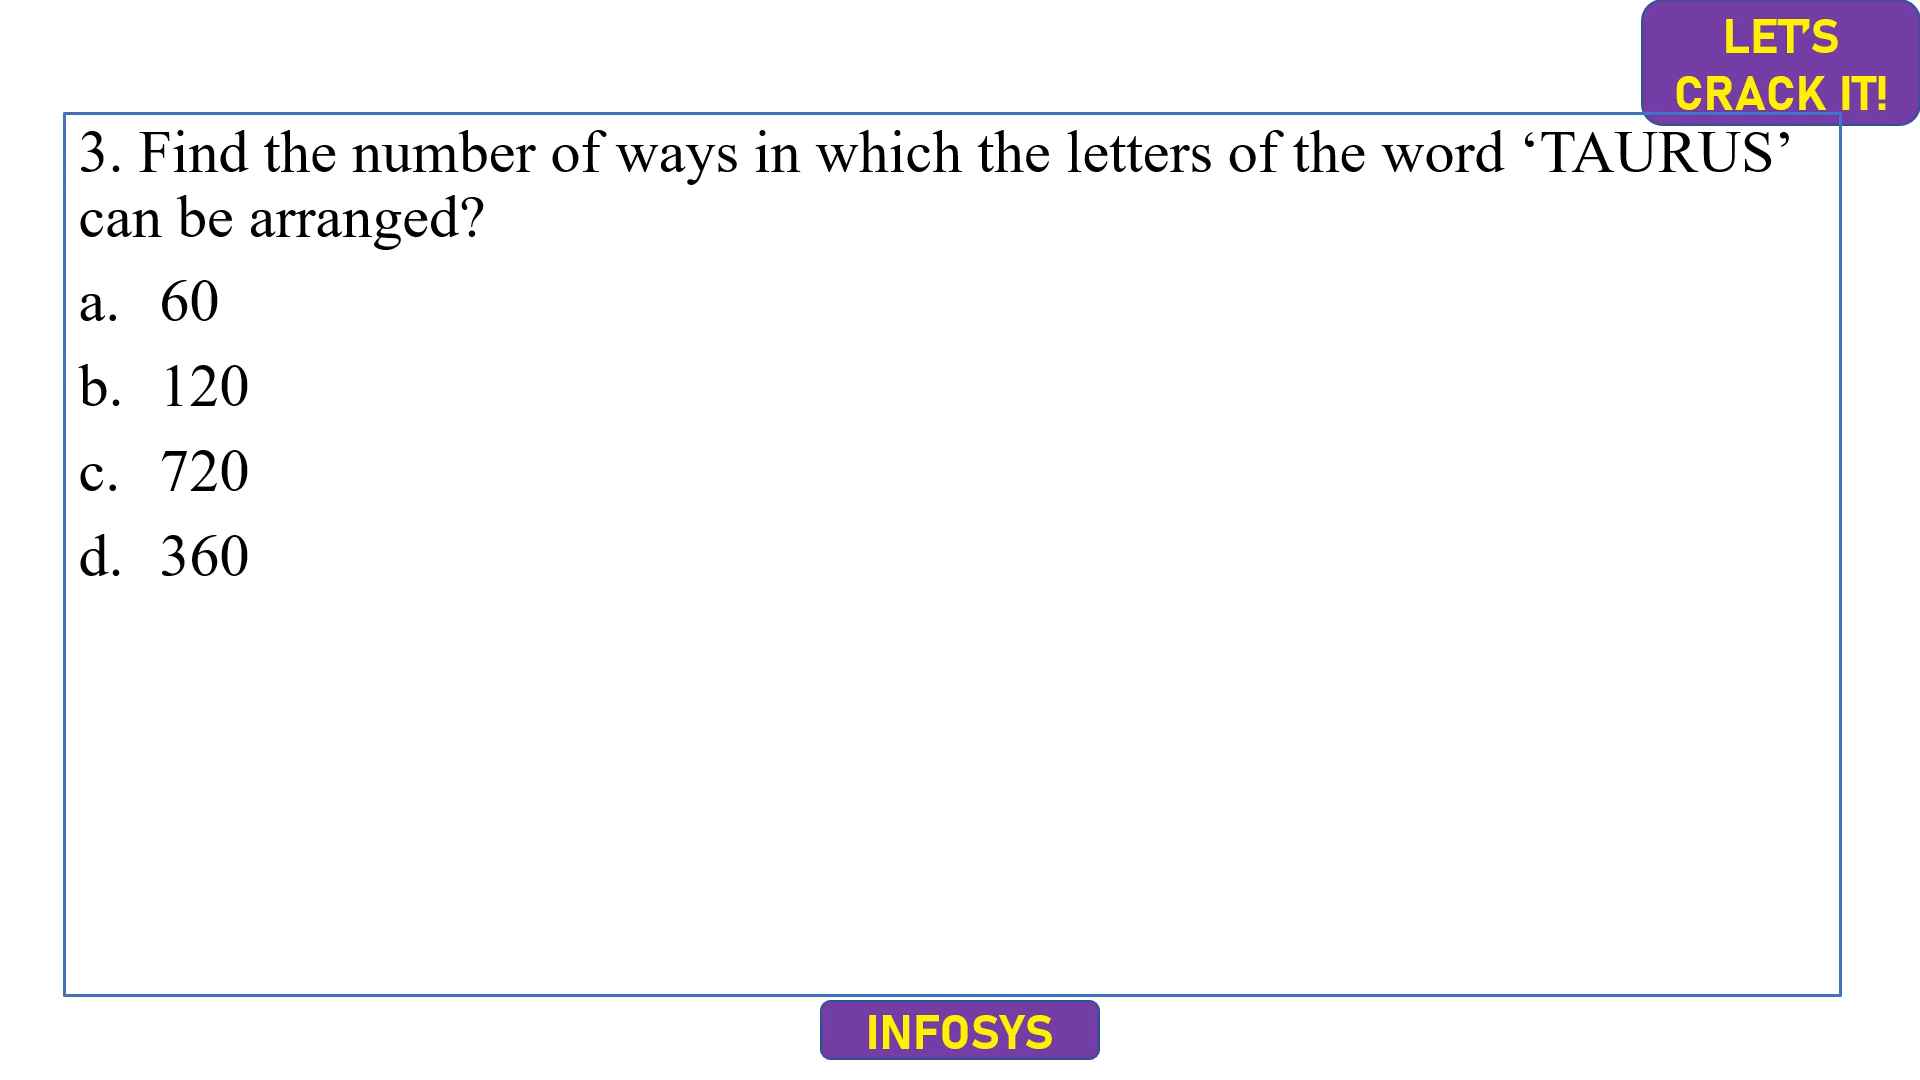 LET’S
CRACK IT!
3. Find the number of ways in which the letters of the word ‘TAURUS’
can be arranged?
a. 60
b. 120
c. 720
d. 360
INFOSYS